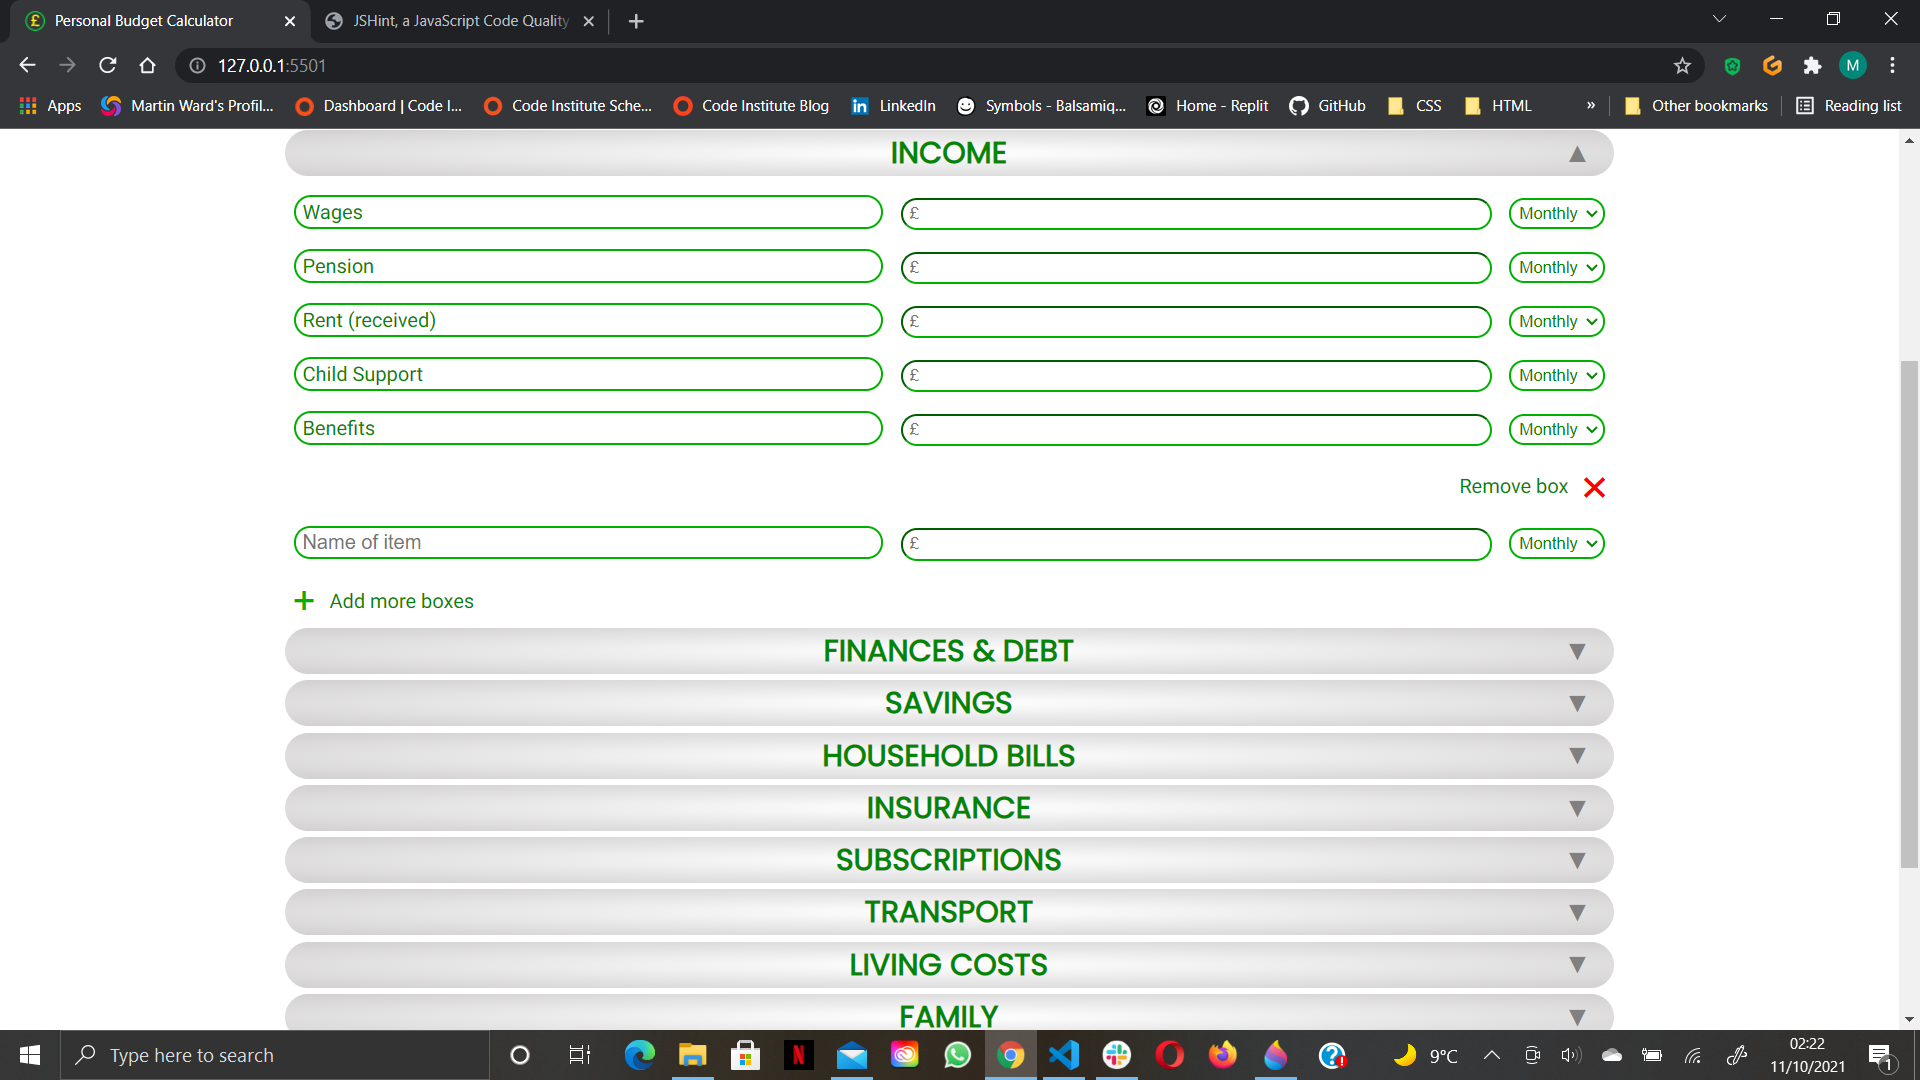 Personal Budget Calculator
JSHint, a JavaScript Code Quality
127.0.0.1:5501
M
Apps
Martin Ward's Profil...
Dashboard | Code I...
Code Institute Sche...
Code Institute Blog
LinkedIn
Symbols - Balsamiq...
Home - Replit
GitHub
CSS
HTML
»
Other bookmarks
Reading list
INCOME ▲
Wages £ Monthly
Pension £ Monthly
Rent (received) £ Monthly
Child Support £ Monthly
Benefits £ Monthly
Remove box
Name of item £ Monthly
+ Add more boxes
FINANCES & DEBT ▼
SAVINGS ▼
HOUSEHOLD BILLS ▼
INSURANCE ▼
SUBSCRIPTIONS ▼
TRANSPORT ▼
LIVING COSTS ▼
FAMILY ▼
Type here to search
9°C
02:22
11/10/2021
1